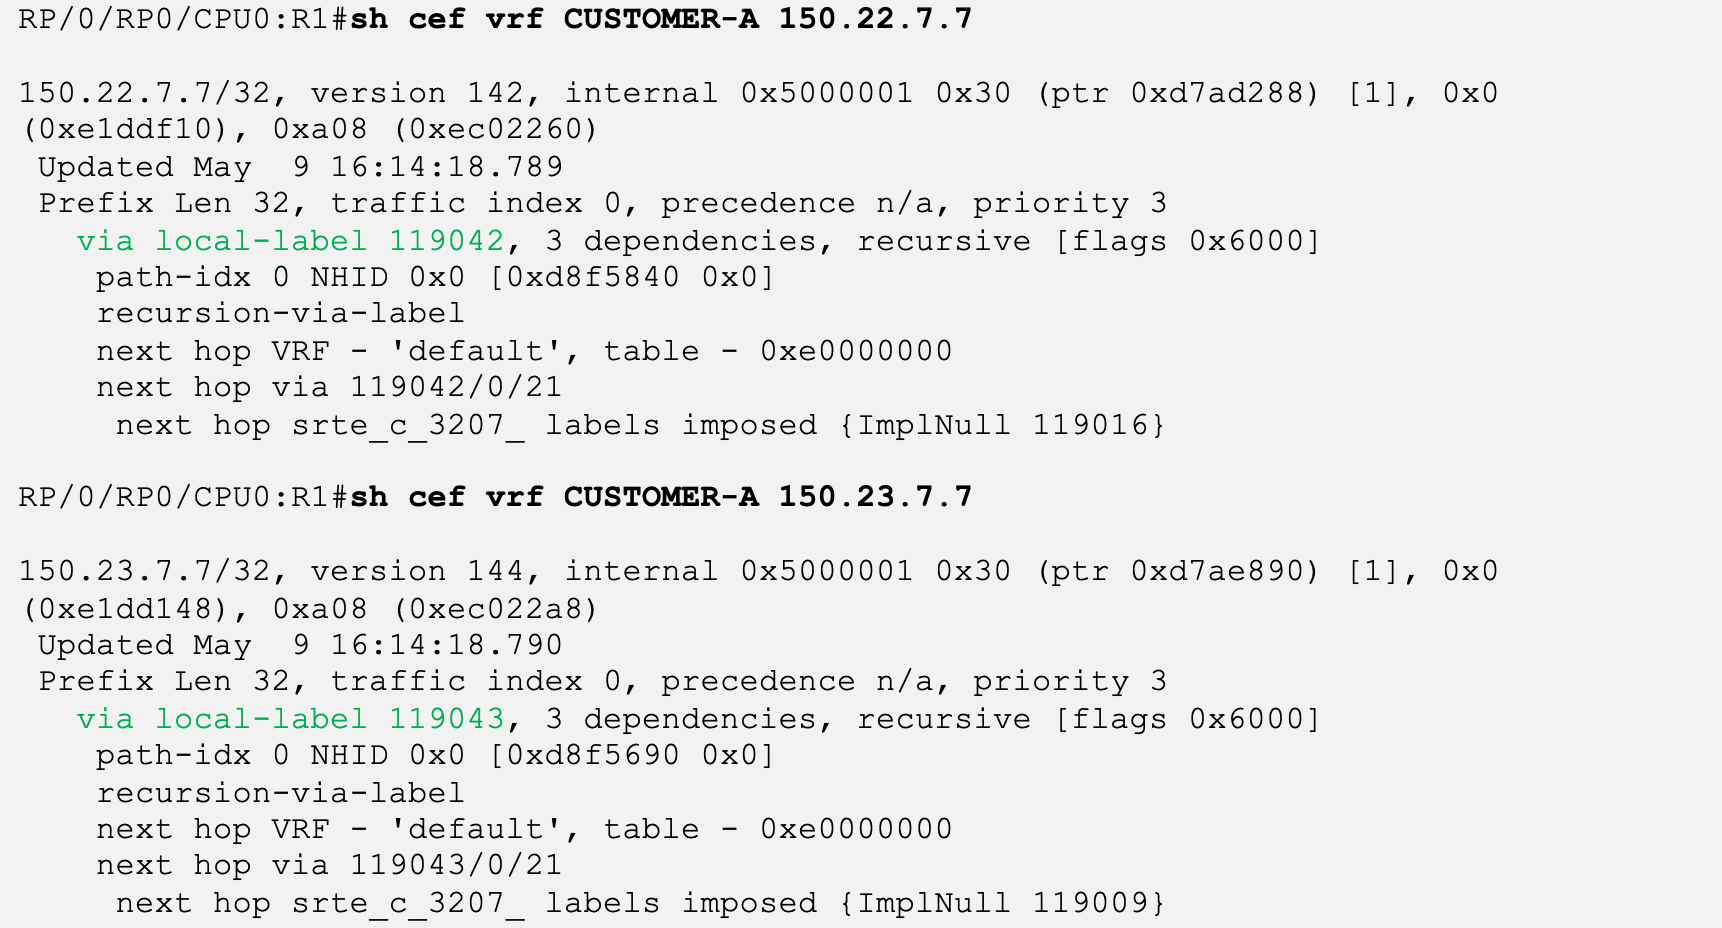 RP/0/RP0/CPU0:R1#sh cef vrf CUSTOMER-A 150.22.7.7
150.22.7.7/32, version 142, internal 0x5000001 0x30 (ptr 0xd7ad288) [1], 0x0
(0xe1ddf10), 0xa08 (0xec02260)
Updated May  9 16:14:18.789
Prefix Len 32, traffic index 0, precedence n/a, priority 3
via local-label 119042, 3 dependencies, recursive [flags 0x6000]
path-idx 0 NHID 0x0 [0xd8f5840 0x0]
recursion-via-label
next hop VRF - 'default', table - 0xe0000000
next hop via 119042/0/21
next hop srte_c_3207_ labels imposed {ImplNull 119016}
RP/0/RP0/CPU0:R1#sh cef vrf CUSTOMER-A 150.23.7.7
150.23.7.7/32, version 144, internal 0x5000001 0x30 (ptr 0xd7ae890) [1], 0x0
(0xe1dd148), 0xa08 (0xec022a8)
Updated May  9 16:14:18.790
Prefix Len 32, traffic index 0, precedence n/a, priority 3
via local-label 119043, 3 dependencies, recursive [flags 0x6000]
path-idx 0 NHID 0x0 [0xd8f5690 0x0]
recursion-via-label
next hop VRF - 'default', table - 0xe0000000
next hop via 119043/0/21
next hop srte_c_3207_ labels imposed {ImplNull 119009}